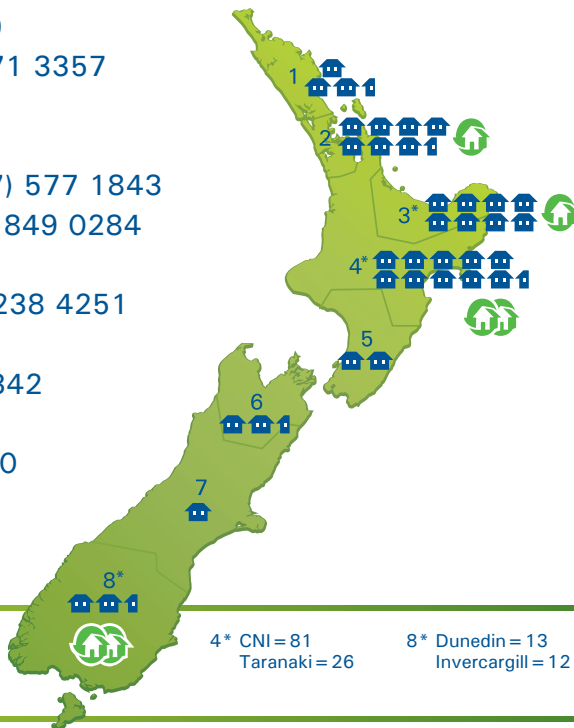 )
71 3357
7) 577 1843
849 0284
238 4251
342
0
1
2
3*
4*
5
6
7
8*
4* CNI = 81
Taranaki = 26
8* Dunedin = 13
Invercargill = 12